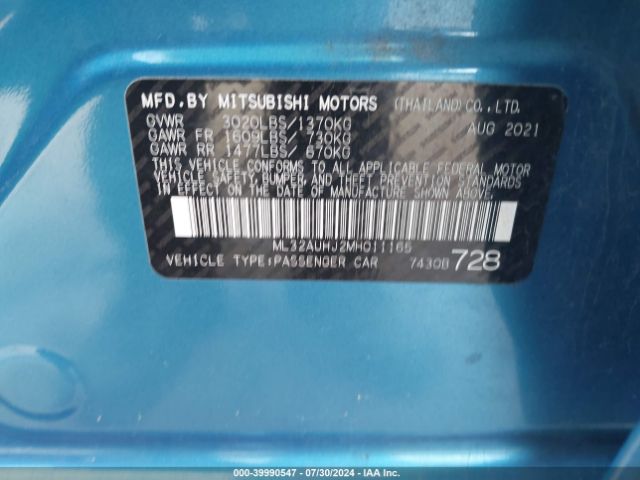 MFD.BY MITSUBISHI MOTORS (THAILAND)CO.,LTD.
GVWR 3020LBS/1370KG AUG 2021
GAWR FR 1609LBS/ 730KG
GAWR RR 1477LBS/ 670KG
THIS VEHICLE CONFORMS TO ALL APPLICABLE FEDERAL MOTOR
VEHICLE SAFETY,BUMPER,AND THEFT PREVENTION STANDARDS
IN EFFECT ON THE DATE OF MANUFACTURE SHOWN ABOVE.
ML32AUHJ2MH011165
VEHICLE TYPE:PASSENGER CAR 7430B 728
000-39990547 - 07/30/2024 - IAAI.COM